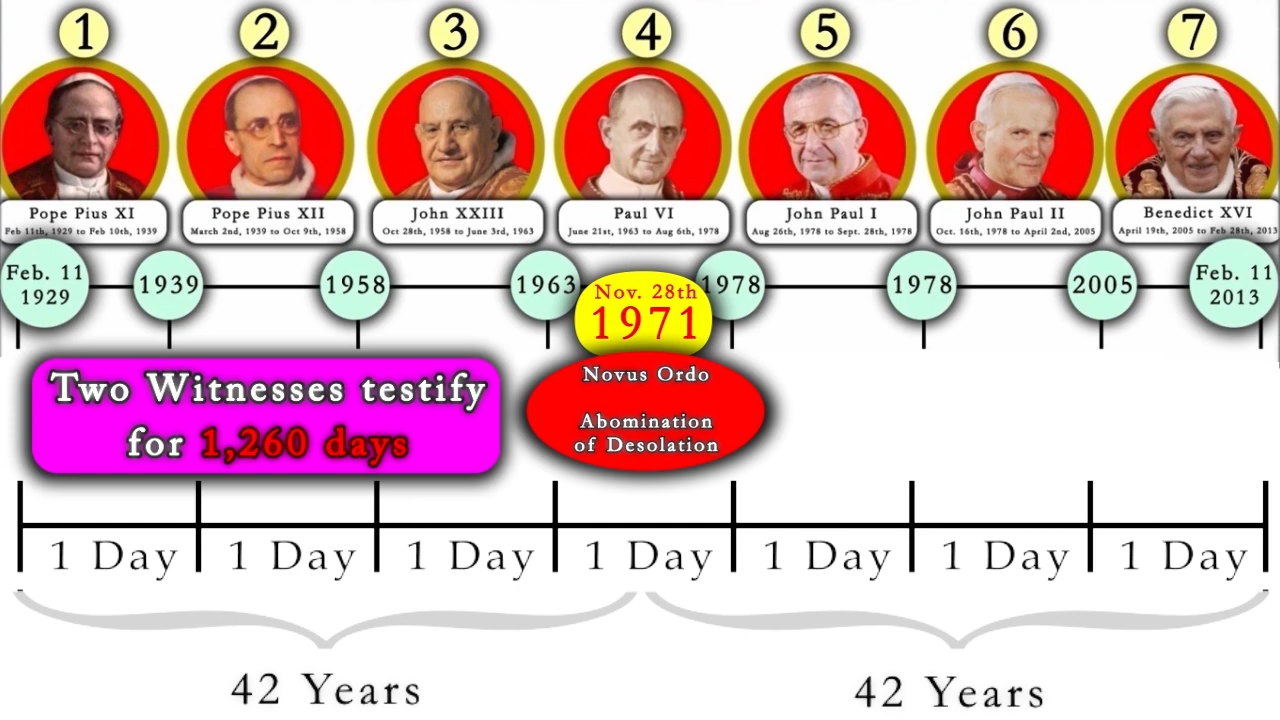 1
2
3
4
5
6
7
Pope Pius XI
Feb 11th, 1929 to Feb 10th, 1939
Pope Pius XII
March 2nd, 1939 to Oct 9th, 1958
John XXIII
Oct 28th, 1958 to June 3rd, 1963
Paul VI
June 21st, 1963 to Aug 6th, 1978
John Paul I
Aug 26th, 1978 to Sept. 28th, 1978
John Paul II
Oct. 16th, 1978 to April 2nd, 2005
Benedict XVI
April 19th, 2005 to Feb 28th, 2013
Feb. 11
1929
1939
1958
1963
Nov. 28th
1971
1978
1978
2005
Feb. 11
2013
Two Witnesses testify
for 1,260 days
Novus Ordo
Abomination
of Desolation
1 Day
1 Day
1 Day
1 Day
1 Day
1 Day
1 Day
42 Years
42 Years